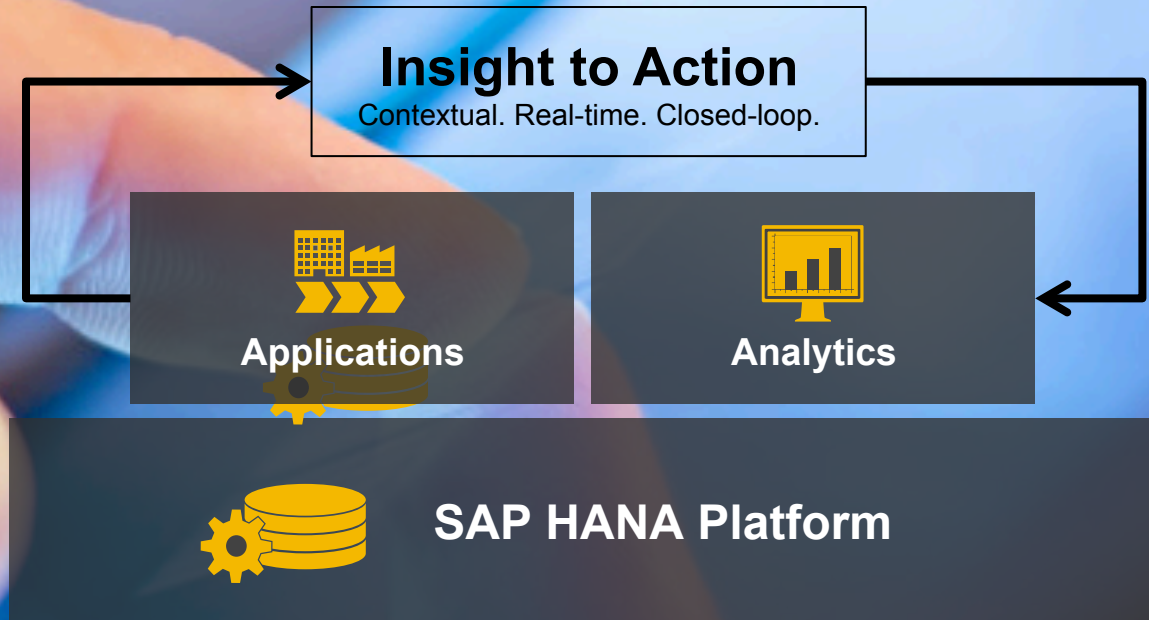 Insight to Action
Contextual. Real-time. Closed-loop.
Applications
Analytics
SAP HANA Platform